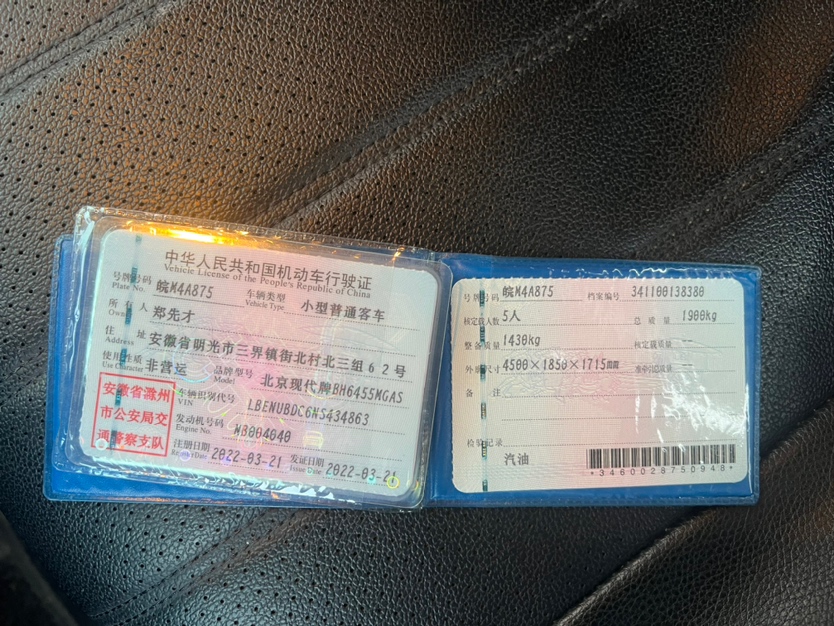 中华人民共和国机动车行驶证
Vehicle License of the People's Republic of China
号牌号码 皖M4A875 车辆类型 小型普通客车
Plate No. Vehicle Type
所有人 郑先才
Owner
住址 安徽省明光市三界镇街北村北三组62号
Address
使用性质 非营运 品牌型号 北京现代牌BH6455MGAS
Use Character Model
安徽省滁州
市公安局交
通警察支队
车辆识别代号 LBENUBDC6NS434863
VIN
发动机号码 NB004040
Engine No.
注册日期 2022-03-21 发证日期 2022-03-21
Register Date Issue Date
号牌号码 皖M4A875 档案编号 341100138380
核定载人数 5人 总质量 1900kg
整备质量 1430kg 核定载质量
外廓尺寸 4500×1850×1715mm 准牵引总质量
备注
检验记录
汽油
*3460028750948*